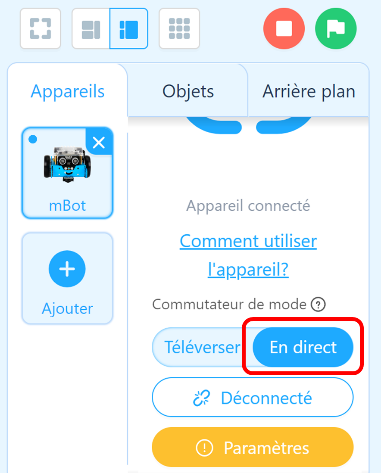 Appareils
Objets
Arrière plan
mBot
Ajouter
Appareil connecté
Comment utiliser
l'appareil?
Commutateur de mode ?
Téléverser
En direct
Déconnecté
Paramètres